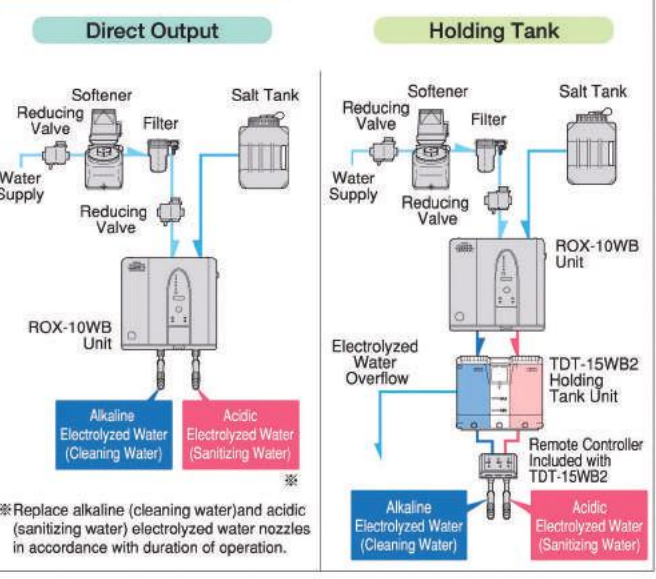 Direct Output
Softener
Reducing
Valve
Filter
Salt Tank
Water
Supply
Reducing
Valve
ROX-10WB
Unit
Alkaline
Electrolyzed Water
(Cleaning Water)
Acidic
Electrolyzed Water
(Sanitizing Water)
※
※Replace alkaline (cleaning water)and acidic
(sanitizing water) electrolyzed water nozzles
in accordance with duration of operation.
Holding Tank
Softener
Reducing
Valve
Filter
Salt Tank
Water
Supply
Reducing
Valve
ROX-10WB
Unit
Electrolyzed
Water
Overflow
TDT-15WB2
Holding
Tank Unit
Remote Controller
Included with
TDT-15WB2
Alkaline
Electrolyzed Water
(Cleaning Water)
Acidic
Electrolyzed Water
(Sanitizing Water)